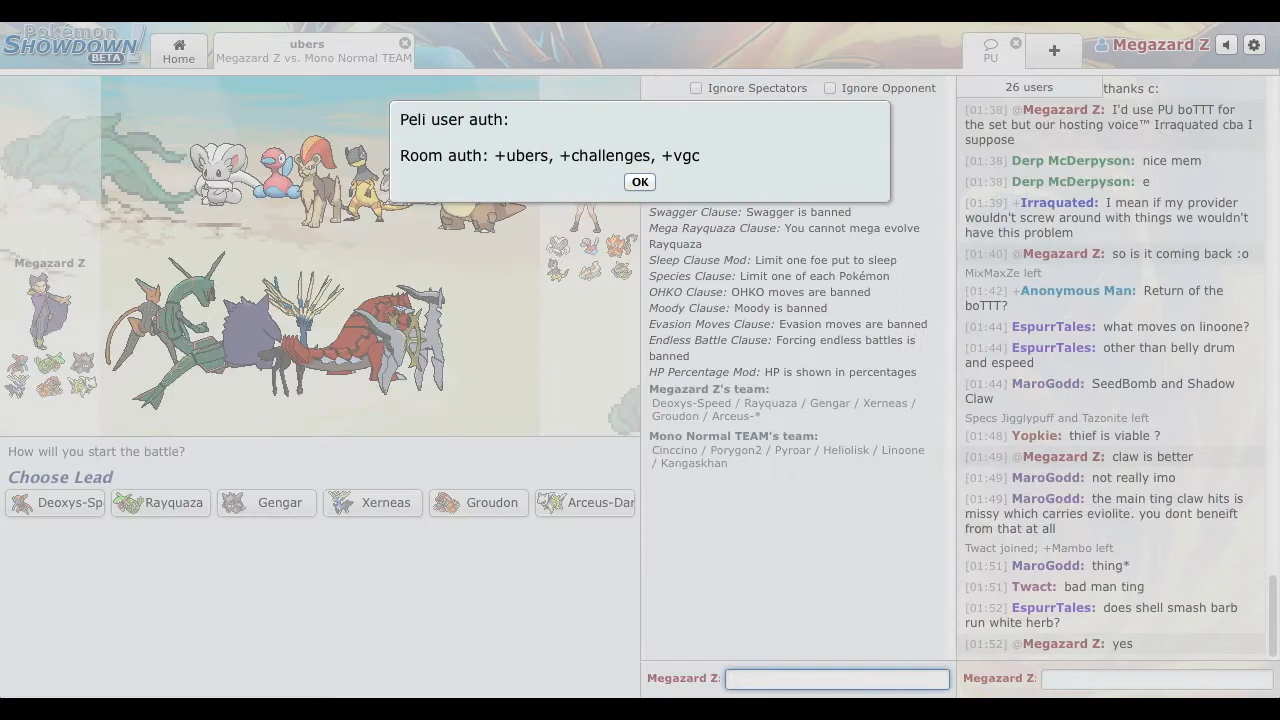 Pokémon
SHOWDOWN!
BETA
Home
ubers
Megazard Z vs. Mono Normal TEAM
PU
+
Megazard Z
Peli user auth:
Room auth: +ubers, +challenges, +vgc
OK
Megazard Z
How will you start the battle?
Choose Lead
Deoxys-Sp
Rayquaza
Gengar
Xerneas
Groudon
Arceus-Dar
Ignore Spectators
Ignore Opponent
Swagger Clause: Swagger is banned
Mega Rayquaza Clause: You cannot mega evolve
Rayquaza
Sleep Clause Mod: Limit one foe put to sleep
Species Clause: Limit one of each Pokémon
OHKO Clause: OHKO moves are banned
Moody Clause: Moody is banned
Evasion Moves Clause: Evasion moves are banned
Endless Battle Clause: Forcing endless battles is
banned
HP Percentage Mod: HP is shown in percentages
Megazard Z's team:
Deoxys-Speed / Rayquaza / Gengar / Xerneas /
Groudon / Arceus-*
Mono Normal TEAM's team:
Cinccino / Porygon2 / Pyroar / Heliolisk / Linoone
/ Kangaskhan
Megazard Z:
26 users
thanks c:
[01:38] @Megazard Z: I'd use PU boTTT for
the set but our hosting voice™ Irraquated cba I
suppose
[01:38] Derp McDerpyson: nice mem
[01:38] Derp McDerpyson: e
[01:39] +Irraquated: I mean if my provider
wouldn't screw around with things we wouldn't
have this problem
[01:40] @Megazard Z: so is it coming back :o
MixMaxZe left
[01:42] +Anonymous Man: Return of the
boTTT?
[01:44] EspurrTales: what moves on linoone?
[01:44] EspurrTales: other than belly drum
and espeed
[01:44] MaroGodd: SeedBomb and Shadow
Claw
Specs Jigglypuff and Tazonite left
[01:48] Yopkie: thief is viable ?
[01:49] @Megazard Z: claw is better
[01:49] MaroGodd: not really imo
[01:49] MaroGodd: the main ting claw hits is
missy which carries eviolite. you dont beneift
from that at all
Twact joined; +Mambo left
[01:51] MaroGodd: thing*
[01:51] Twact: bad man ting
[01:52] EspurrTales: does shell smash barb
run white herb?
[01:52] @Megazard Z: yes
Megazard Z: